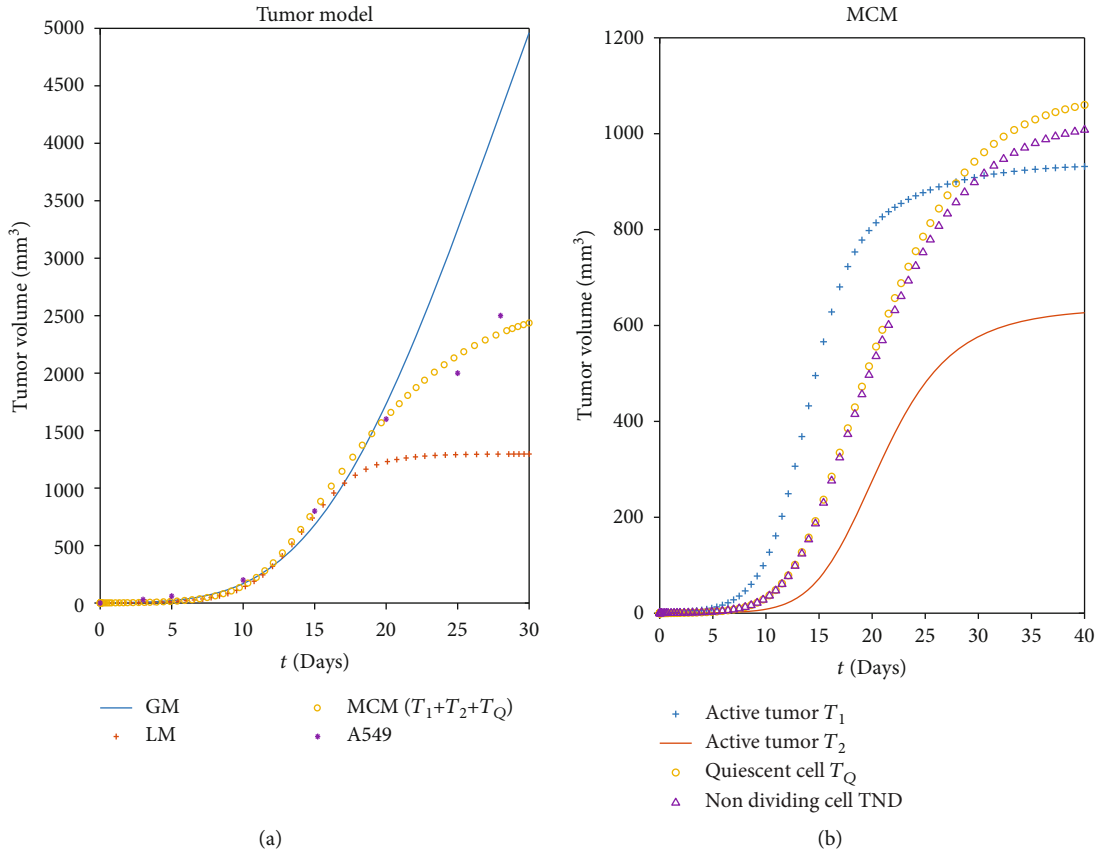 Tumor model
5000
4500
4000
3500
3000
2500
2000
1500
1000
500
0
Tumor volume (mm³)
0 5 10 15 20 25 30
t (Days)
GM
LM
MCM (T₁+T₂+T_Q)
A549
(a)
MCM
1200
1000
800
600
400
200
0
Tumor volume (mm³)
0 5 10 15 20 25 30 35 40
t (Days)
Active tumor T₁
Active tumor T₂
Quiescent cell T_Q
Non dividing cell TND
(b)